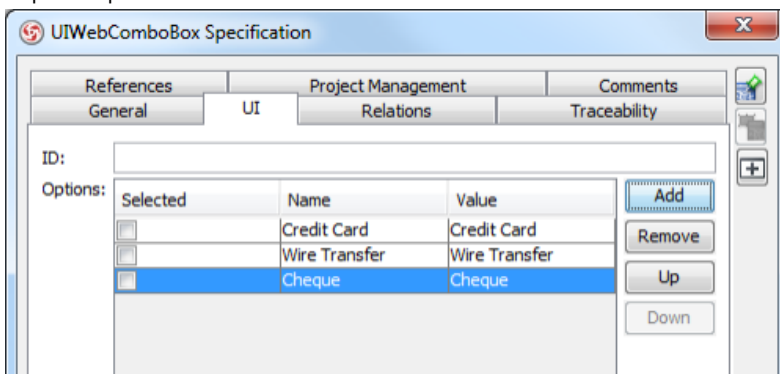 UIWebComboBox Specification
References Project Management Comments
General UI Relations Traceability
ID:
Options: Selected Name Value Add
Credit Card Credit Card
Wire Transfer Wire Transfer Remove
Cheque Cheque Up
Down